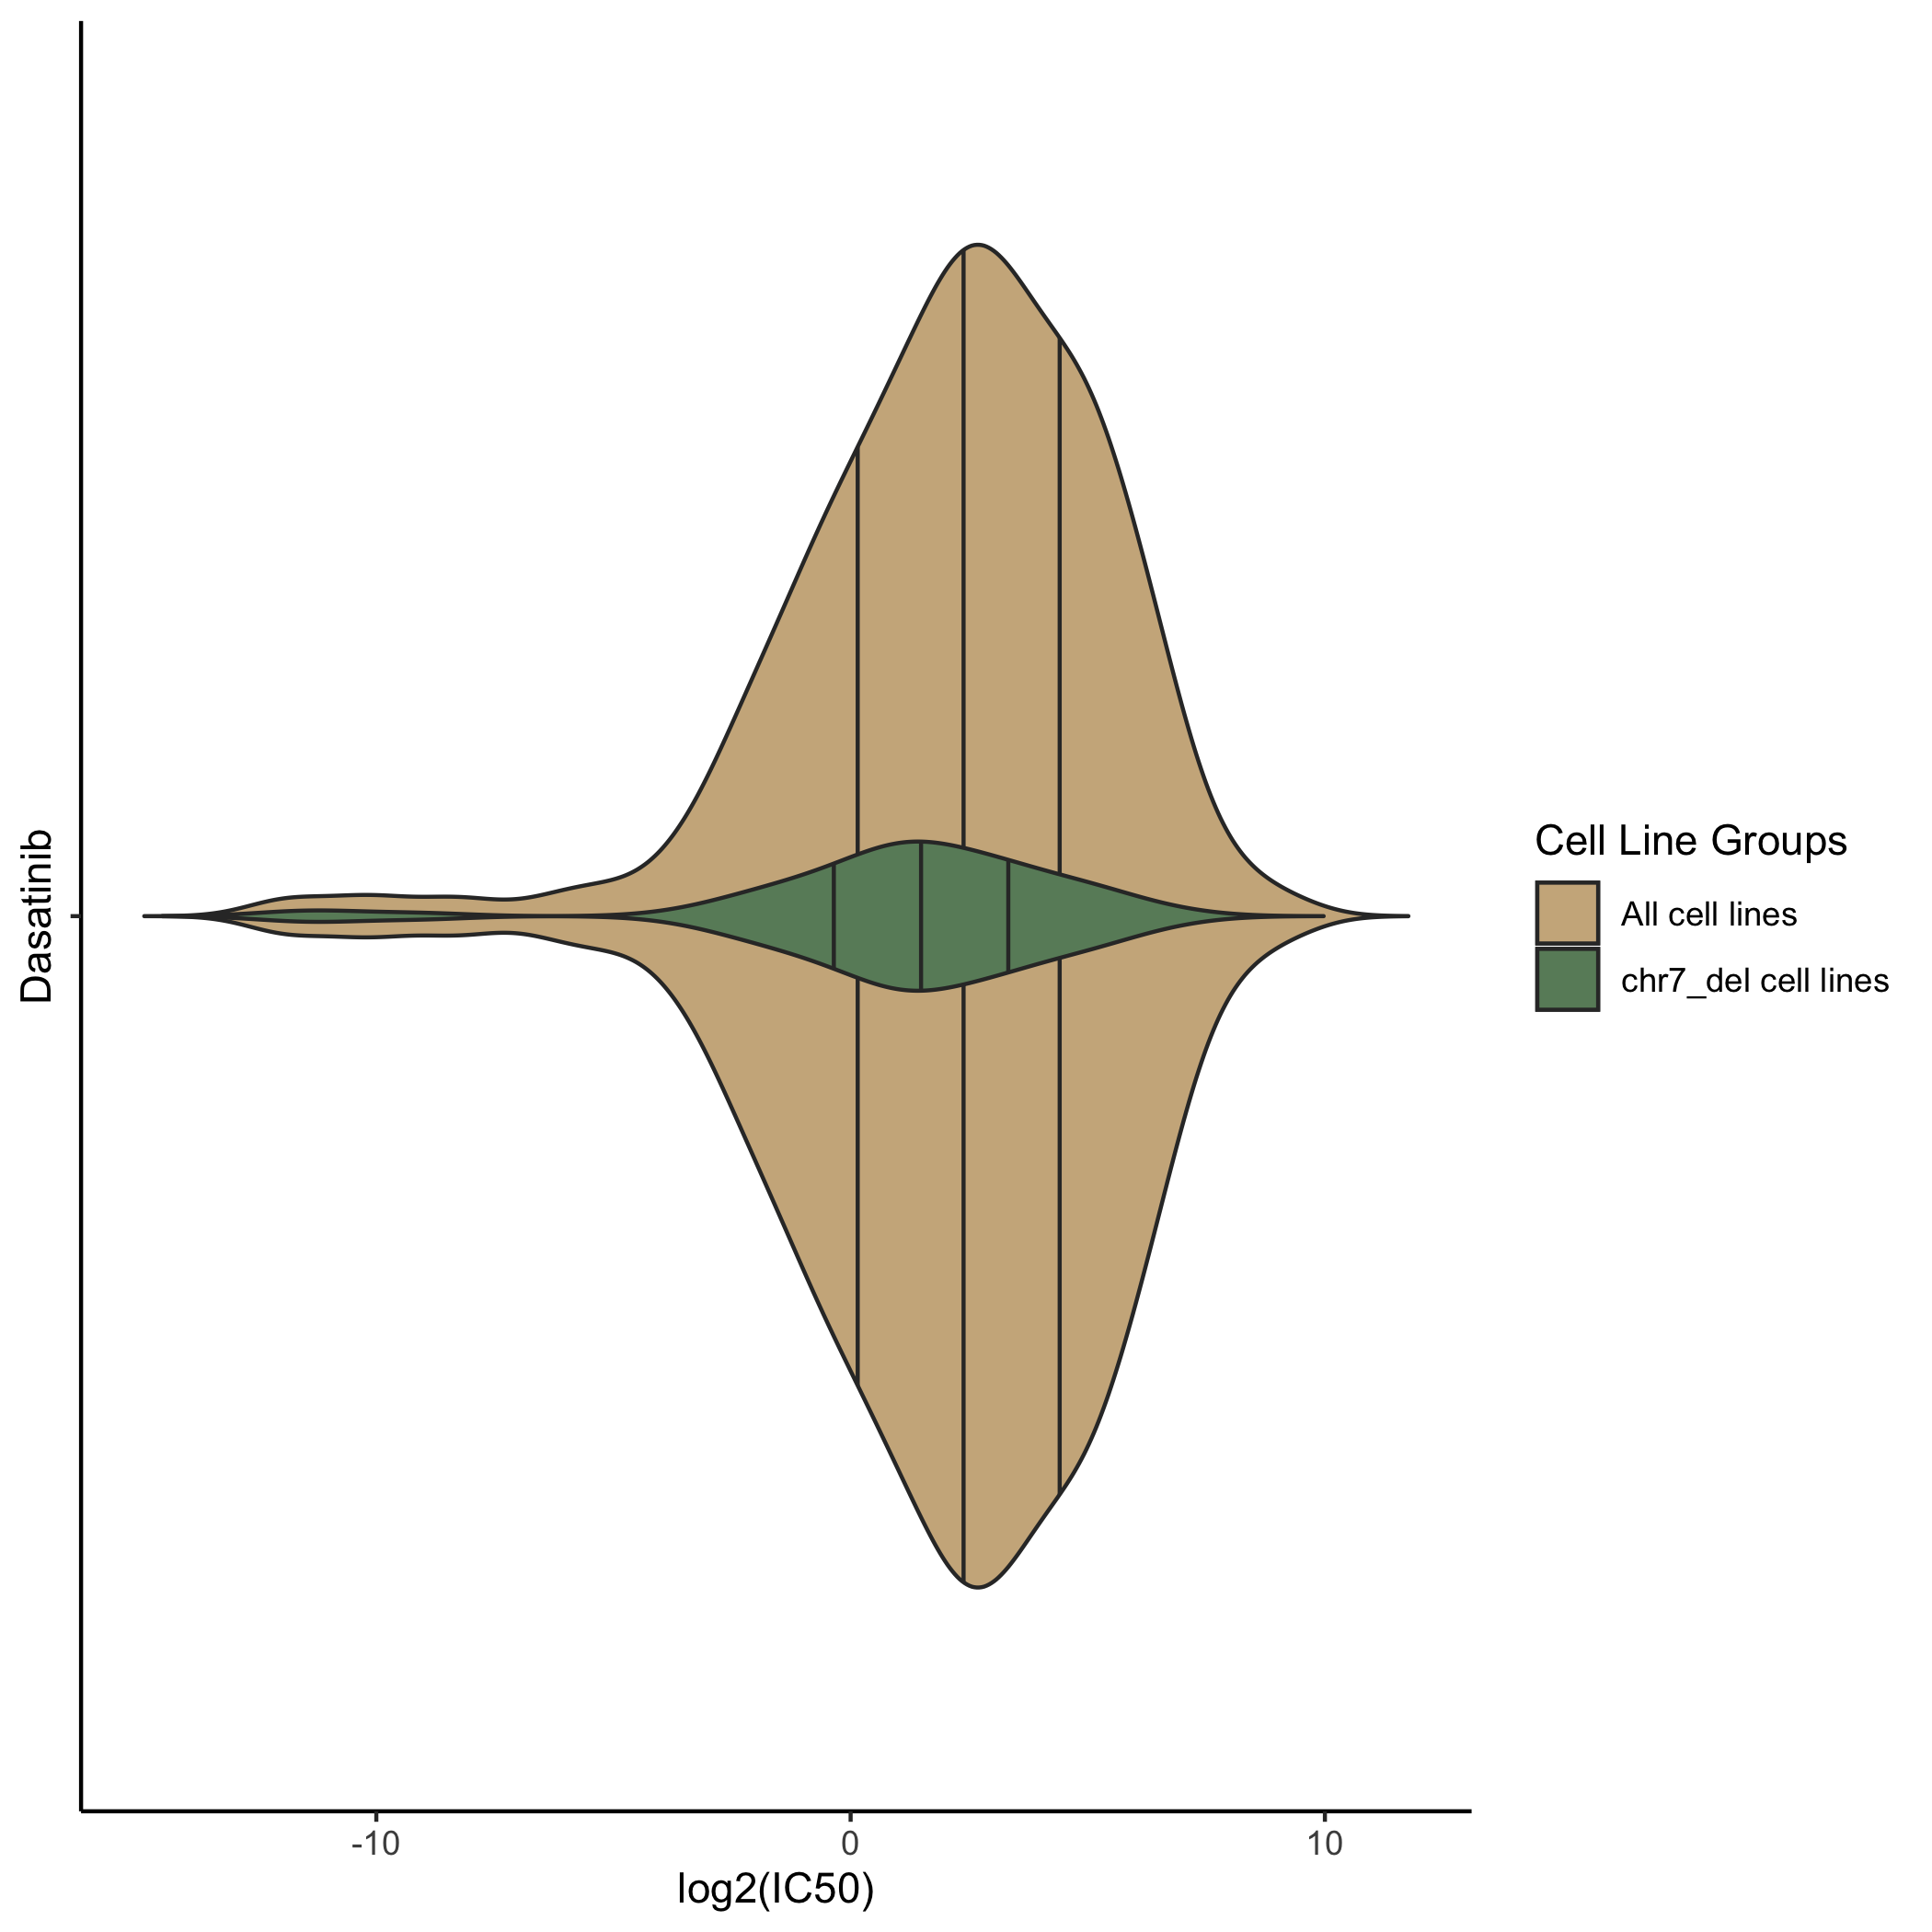 Dasatinib
-10
0
10
log2(IC50)
Cell Line Groups
All cell lines
chr7_del cell lines